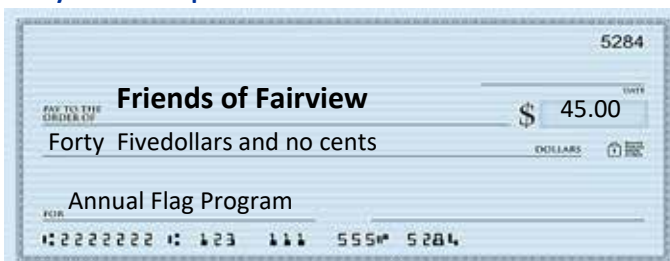 5284
DATE
PAY TO THE
ORDER OF Friends of Fairview $ 45.00
Forty Fivedollars and no cents DOLLARS
FOR Annual Flag Program
⑆2222222⑆ 123 111 555⑈ 5284